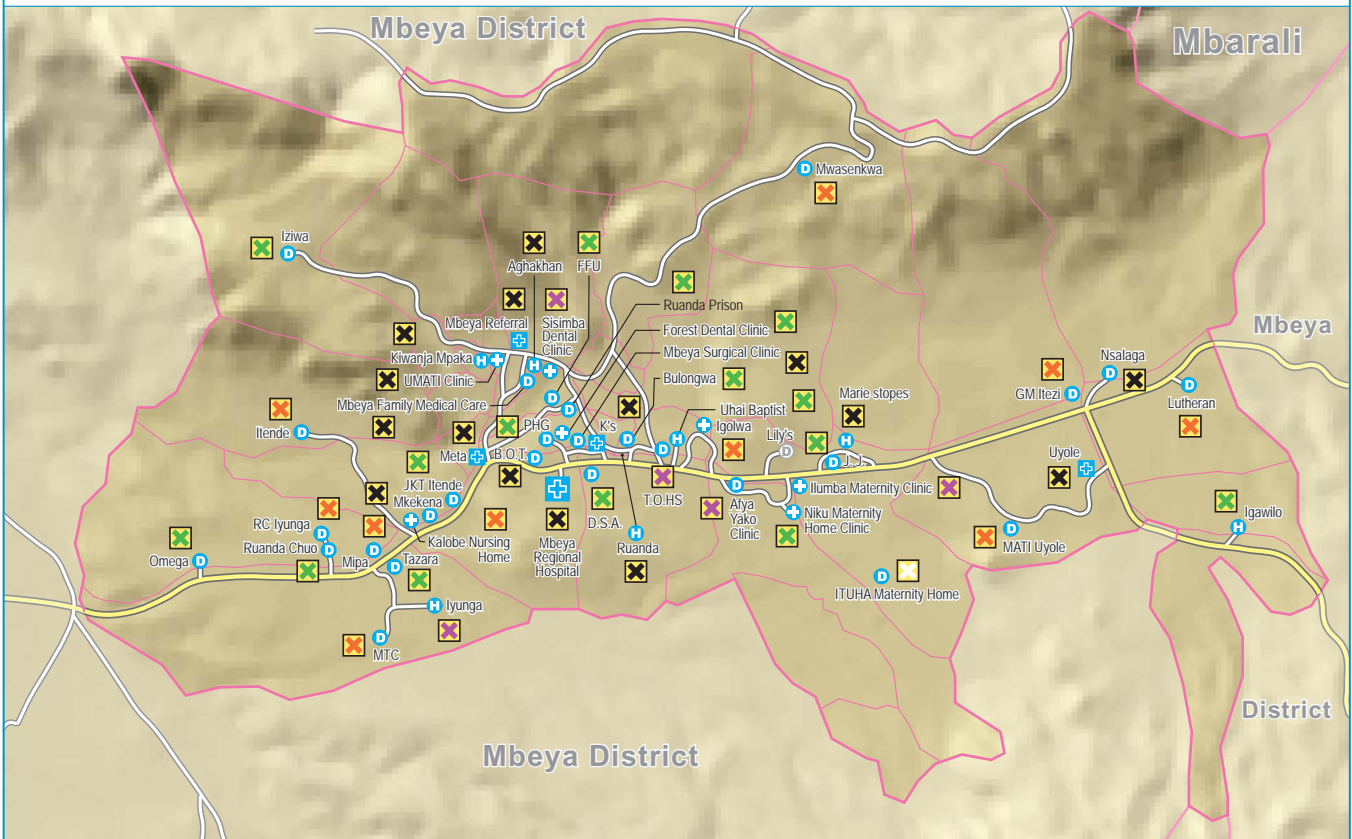 Mbeya District
Mbarali
Mwasenkwa
Iziwa
Aghakhan
FFU
Ruanda Prison
Mbeya Referral
Sisimba
Dental
Clinic
Forest Dental Clinic
Mbeya
Kiwanja Mpaka
Mbeya Surgical Clinic
Nsalaga
UMATI Clinic
Bulongwa
GM Itezi
Marie stopes
Mbeya Family Medical Care
Lutheran
Uhai Baptist
Itende
PHG
K's
Igolwa
Lily's
Meta
B.O.T.
J.J.
Uyole
JKT Itende
Mkekena
T.O.HS
Ilumba Maternity Clinic
D.S.A.
Afya
Yako
Clinic
Niku Maternity
Home Clinic
Igawilo
RC Iyunga
Ruanda Chuo
Kalobe Nursing
Home
Mbeya
Regional
Hospital
Ruanda
MATI Uyole
Omega
Mipa
Tazara
ITUHA Maternity Home
Iyunga
MTC
District
Mbeya District
D
D
H
H
D
D
D
D
D
D
D
D
D
D
D
D
H
D
H
D
D
D
D
D
D
D
D
D
D
H
D
H
D
D
D
D
H